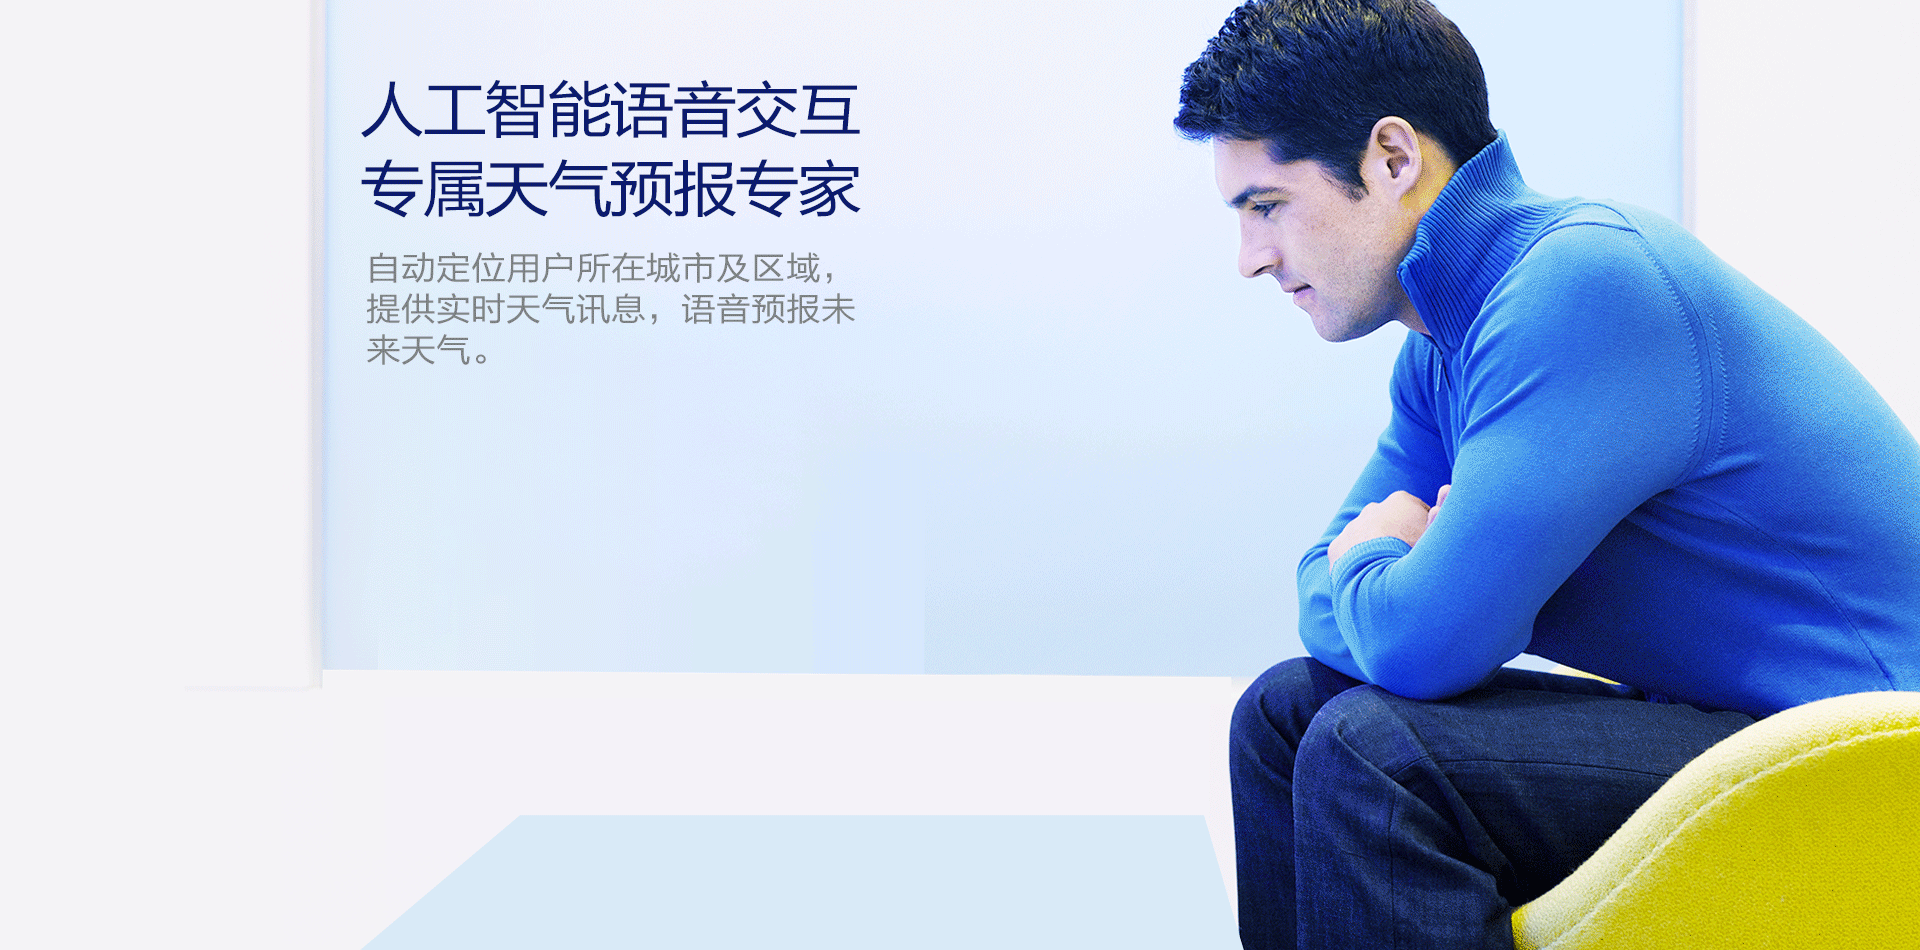 人工智能语音交互
专属天气预报专家
自动定位用户所在城市及区域，
提供实时天气讯息，语音预报未
来天气。